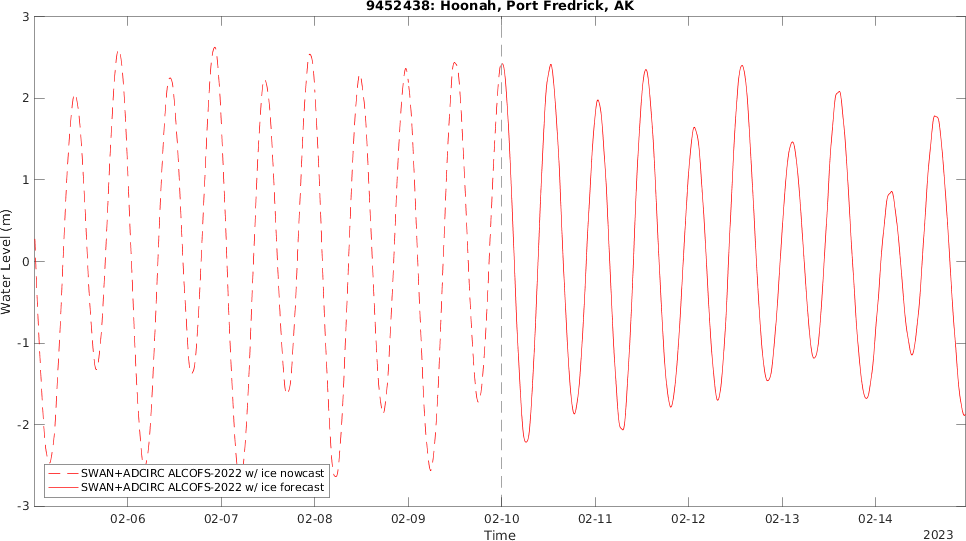 9452438: Hoonah, Port Fredrick, AK
3
2
1
0
-1
-2
-3
Water Level (m)
SWAN+ADCIRC ALCOFS-2022 w/ ice nowcast
SWAN+ADCIRC ALCOFS-2022 w/ ice forecast
02-06 02-07 02-08 02-09 02-10 02-11 02-12 02-13 02-14
Time
2023